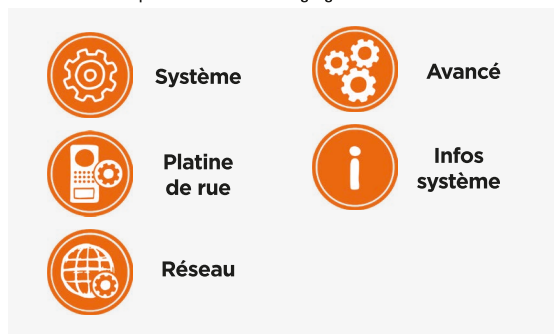 Système
Platine
de rue
Réseau
Avancé
Infos
système